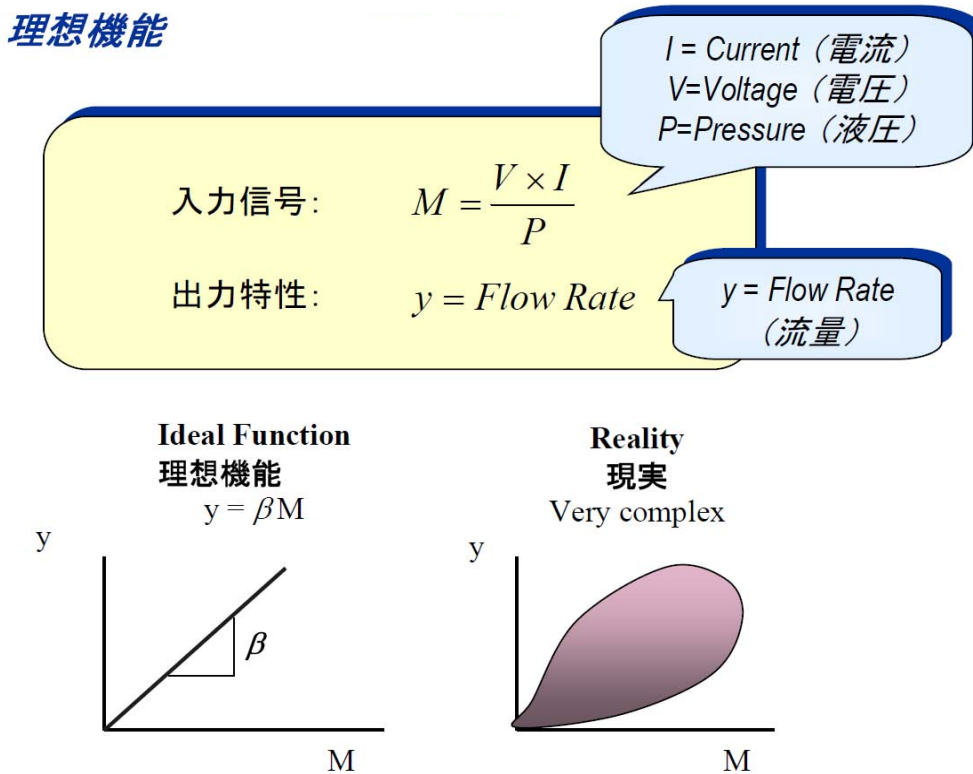 理想機能
I = Current（電流）
V=Voltage（電圧）
P=Pressure（液圧）
入力信号: M = \frac{V × I}{P}
出力特性: y = Flow Rate
y = Flow Rate
（流量）
Ideal Function
理想機能
y = βM
y
β
M
Reality
現実
Very complex
y
M